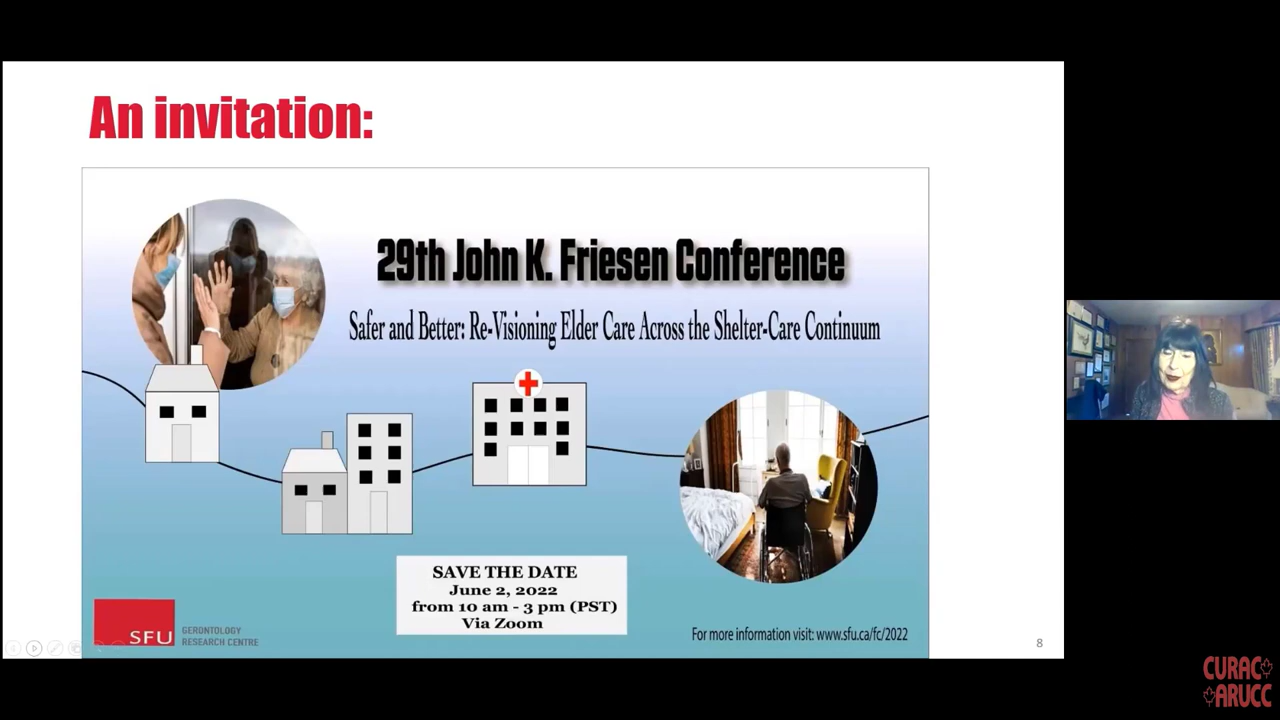 An invitation:
29th John K. Friesen Conference
Safer and Better: Re-Visioning Elder Care Across the Shelter-Care Continuum
SAVE THE DATE
June 2, 2022
from 10 am - 3 pm (PST)
Via Zoom
SFU
GERONTOLOGY
RESEARCH CENTRE
For more information visit: www.sfu.ca/fc/2022
8
CURAC
ARUCC